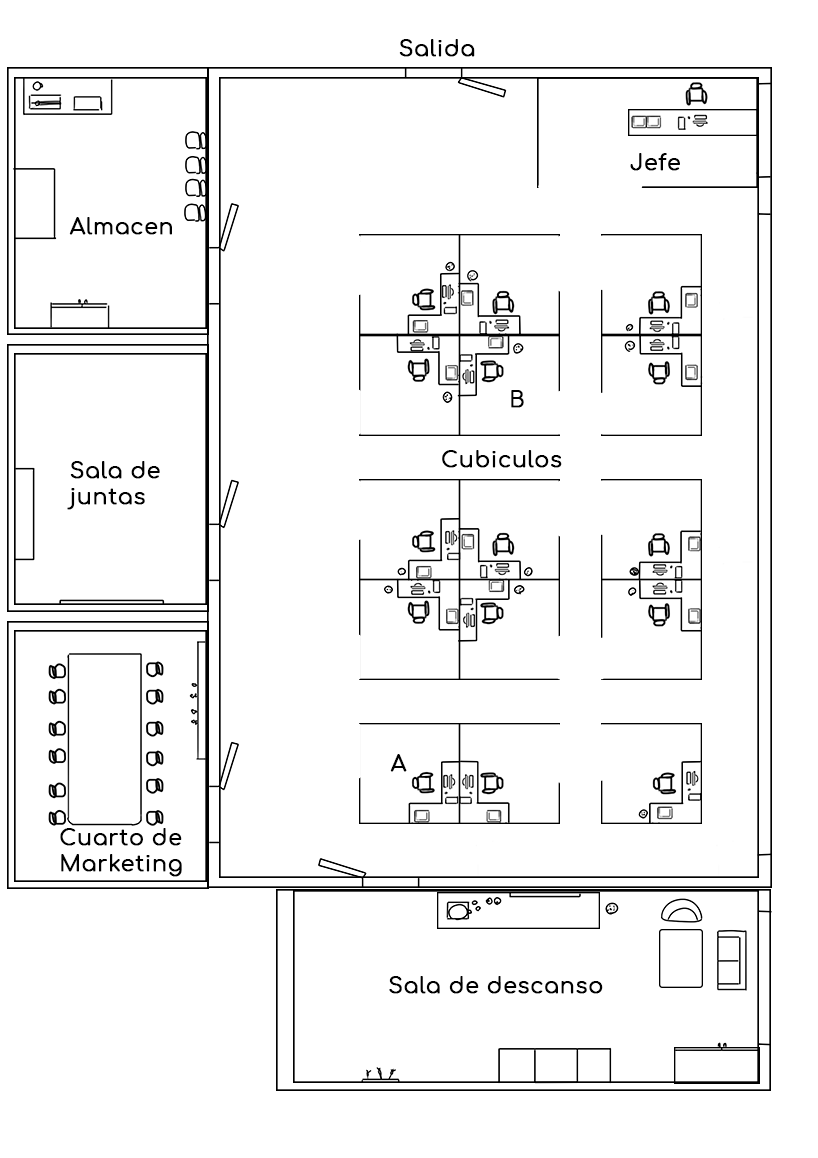 Salida
Jefe
Almacen
B
Cubiculos
Sala de
juntas
A
Cuarto de
Marketing
Sala de descanso